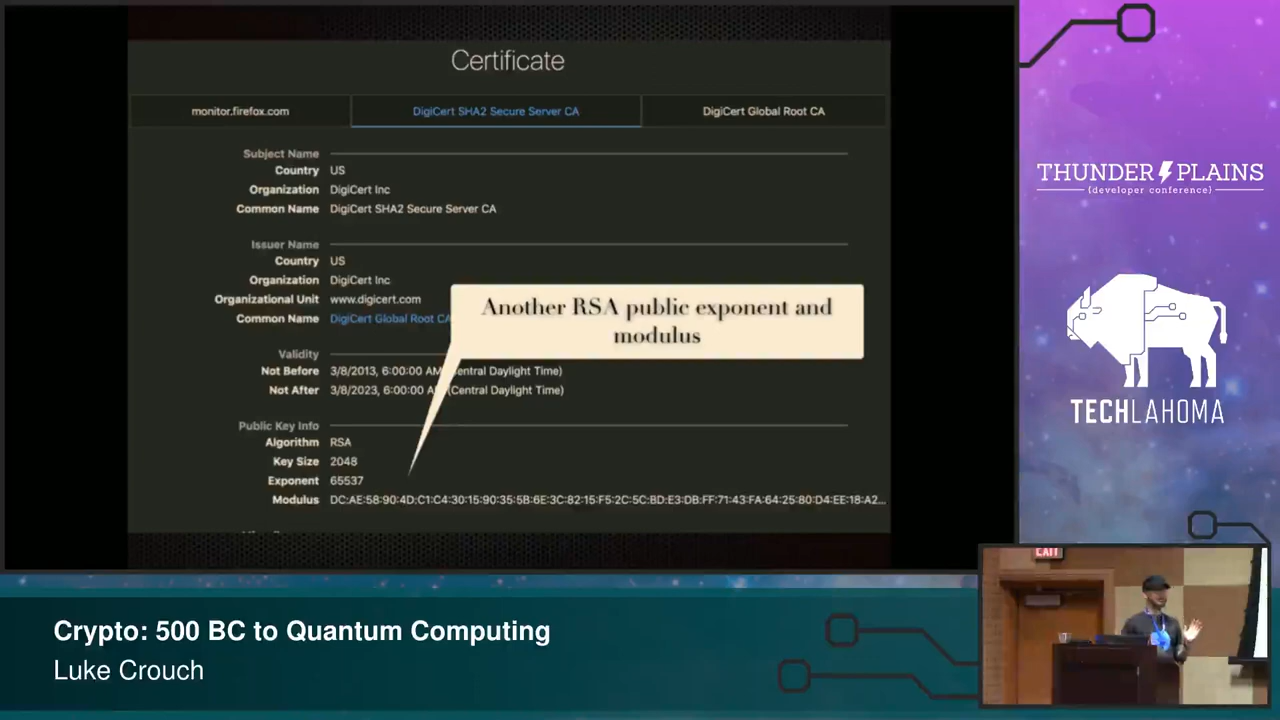 Certificate
monitor.firefox.com
DigiCert SHA2 Secure Server CA
DigiCert Global Root CA
Subject Name
Country US
Organization DigiCert Inc
Common Name DigiCert SHA2 Secure Server CA
Issuer Name
Country US
Organization DigiCert Inc
Organizational Unit www.digicert.com
Common Name DigiCert Global Root CA
Another RSA public exponent and
modulus
Validity
Not Before 3/8/2013, 6:00:00 AM (Central Daylight Time)
Not After 3/8/2023, 6:00:00 AM (Central Daylight Time)
Public Key Info
Algorithm RSA
Key Size 2048
Exponent 65537
Modulus DC:AE:58:90:4D:C1:C4:30:15:90:35:5B:6E:3C:82:15:F5:2C:5C:BD:E3:DB:FF:71:43:FA:64:25:80:D4:EE:18:A2...
THUNDER PLAINS
{developer conference}
TECHLAHOMA
EXIT
Crypto: 500 BC to Quantum Computing
Luke Crouch